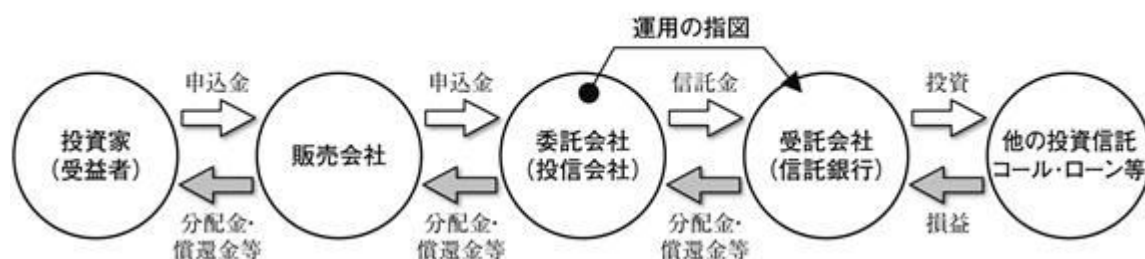 運用の指図
申込金
申込金
信託金
投資
投資家
(受益者)
販売会社
委託会社
(投信会社)
受託会社
(信託銀行)
他の投資信託
コール・ローン等
分配金・
償還金等
分配金・
償還金等
分配金・
償還金等
損益